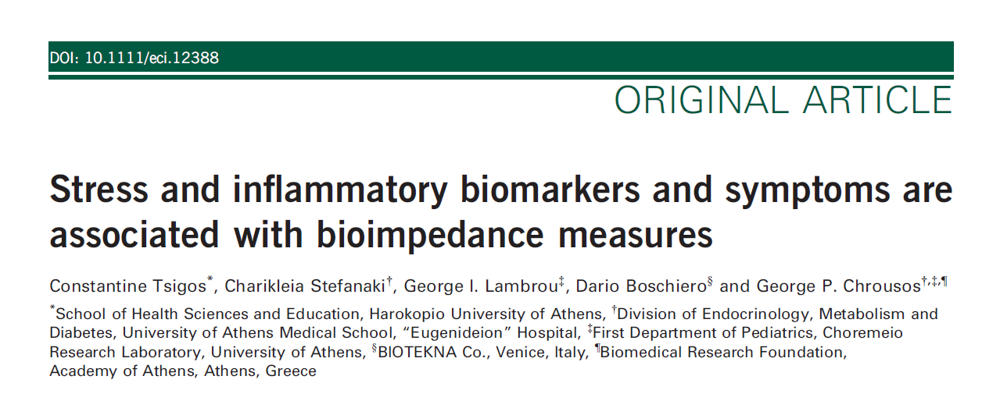 DOI: 10.1111/eci.12388
ORIGINAL ARTICLE
Stress and inflammatory biomarkers and symptoms are
associated with bioimpedance measures
Constantine Tsigos*, Charikleia Stefanaki†, George I. Lambrou‡, Dario Boschiero§ and George P. Chrousos†,‡,¶
*School of Health Sciences and Education, Harokopio University of Athens, †Division of Endocrinology, Metabolism and
Diabetes, University of Athens Medical School, “Eugenideion” Hospital, ‡First Department of Pediatrics, Choremeio
Research Laboratory, University of Athens, §BIOTEKNA Co., Venice, Italy, ¶Biomedical Research Foundation,
Academy of Athens, Athens, Greece